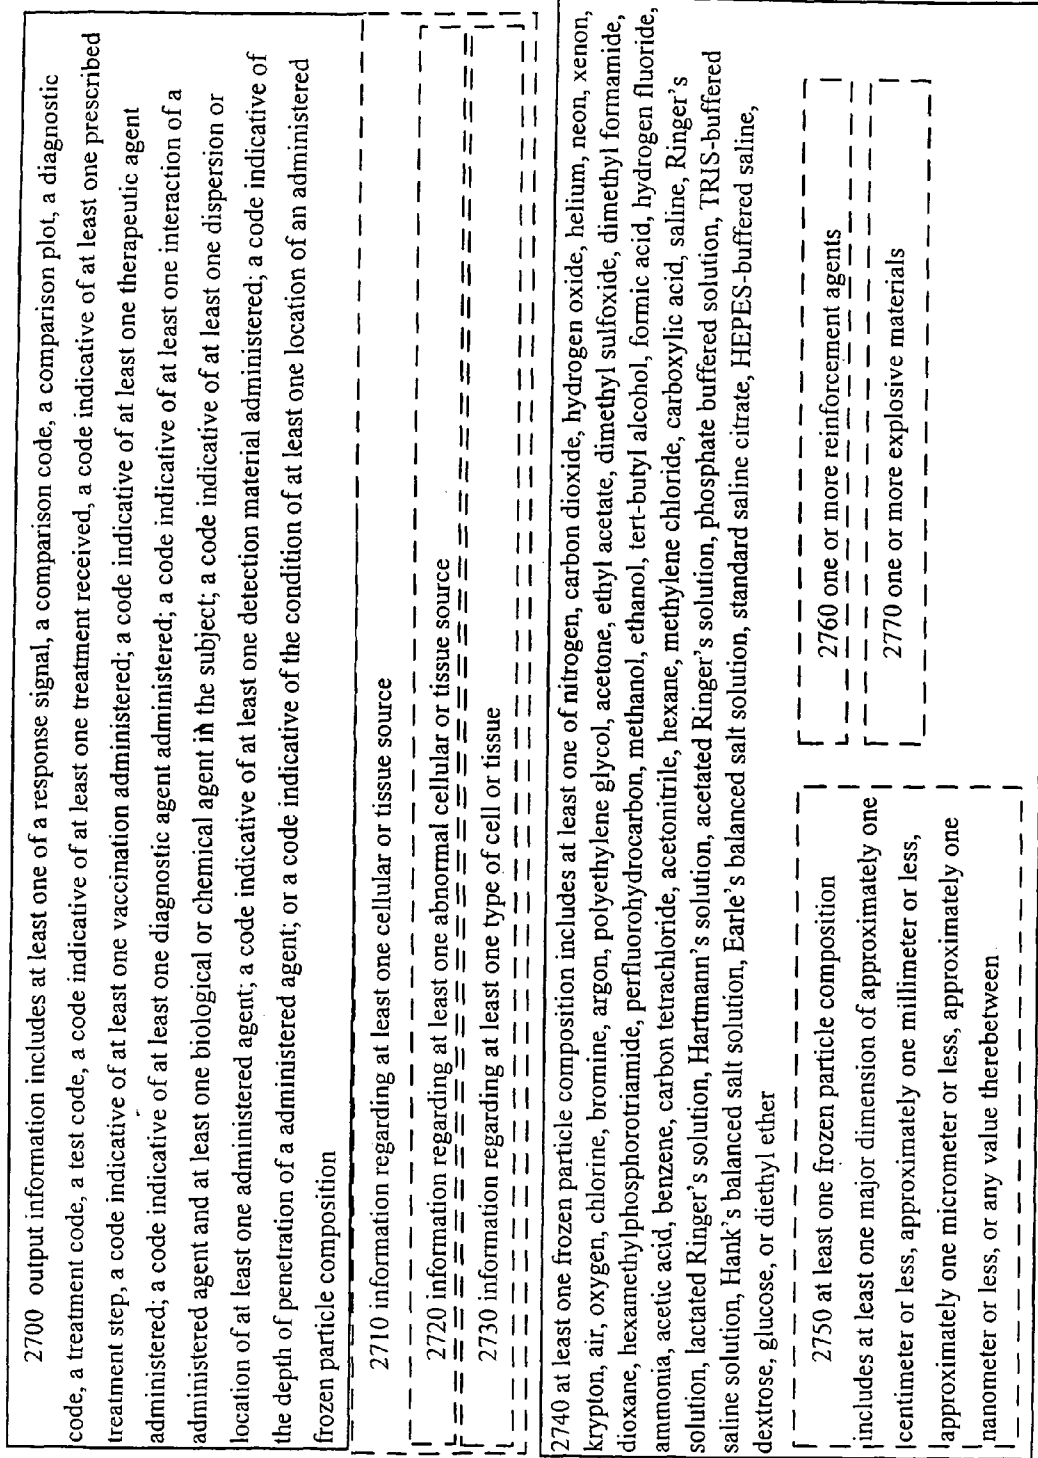 2700 output information includes at least one of a response signal, a comparison code, a comparison plot, a diagnostic
code, a treatment code, a test code, a code indicative of at least one treatment received, a code indicative of at least one prescribed
treatment step, a code indicative of at least one vaccination administered; a code indicative of at least one therapeutic agent
administered; a code indicative of at least one diagnostic agent administered; a code indicative of at least one interaction of a
administered agent and at least one biological or chemical agent in the subject; a code indicative of at least one dispersion or
location of at least one administered agent; a code indicative of at least one detection material administered; a code indicative of
the depth of penetration of a administered agent; or a code indicative of the condition of at least one location of an administered
frozen particle composition
2710 information regarding at least one cellular or tissue source
2720 information regarding at least one abnormal cellular or tissue source
2730 information regarding at least one type of cell or tissue
2740 at least one frozen particle composition includes at least one of nitrogen, carbon dioxide, hydrogen oxide, helium, neon, xenon,
krypton, air, oxygen, chlorine, bromine, argon, polyethylene glycol, acetone, ethyl acetate, dimethyl sulfoxide, dimethyl formamide,
dioxane, hexamethylphosphorotriamide, perfluorohydrocarbon, methanol, ethanol, tert-butyl alcohol, formic acid, hydrogen fluoride,
ammonia, acetic acid, benzene, carbon tetrachloride, acetonitrile, hexane, methylene chloride, carboxylic acid, saline, Ringer's
solution, lactated Ringer's solution, Hartmann's solution, acetated Ringer's solution, phosphate buffered solution, TRIS-buffered
saline solution, Hank's balanced salt solution, Earle's balanced salt solution, standard saline citrate, HEPES-buffered saline,
dextrose, glucose, or diethyl ether
2750 at least one frozen particle composition
includes at least one major dimension of approximately one
centimeter or less, approximately one millimeter or less,
approximately one micrometer or less, approximately one
nanometer or less, or any value therebetween
2760 one or more reinforcement agents
2770 one or more explosive materials